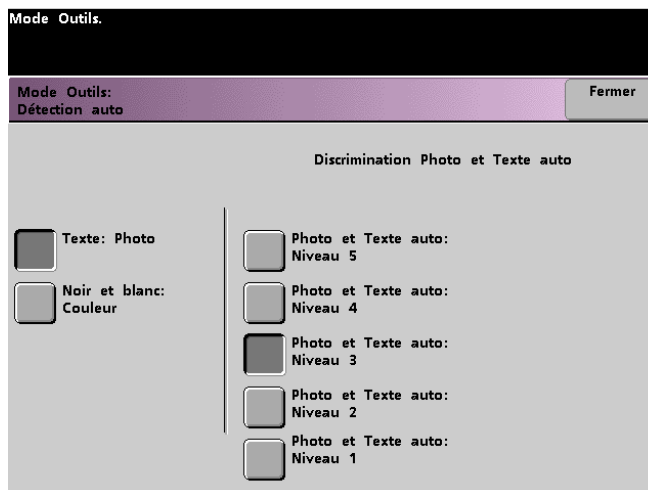 Mode Outils.
Mode Outils:
Détection auto
Fermer
Discrimination Photo et Texte auto
Texte: Photo
Noir et blanc:
Couleur
Photo et Texte auto:
Niveau 5
Photo et Texte auto:
Niveau 4
Photo et Texte auto:
Niveau 3
Photo et Texte auto:
Niveau 2
Photo et Texte auto:
Niveau 1